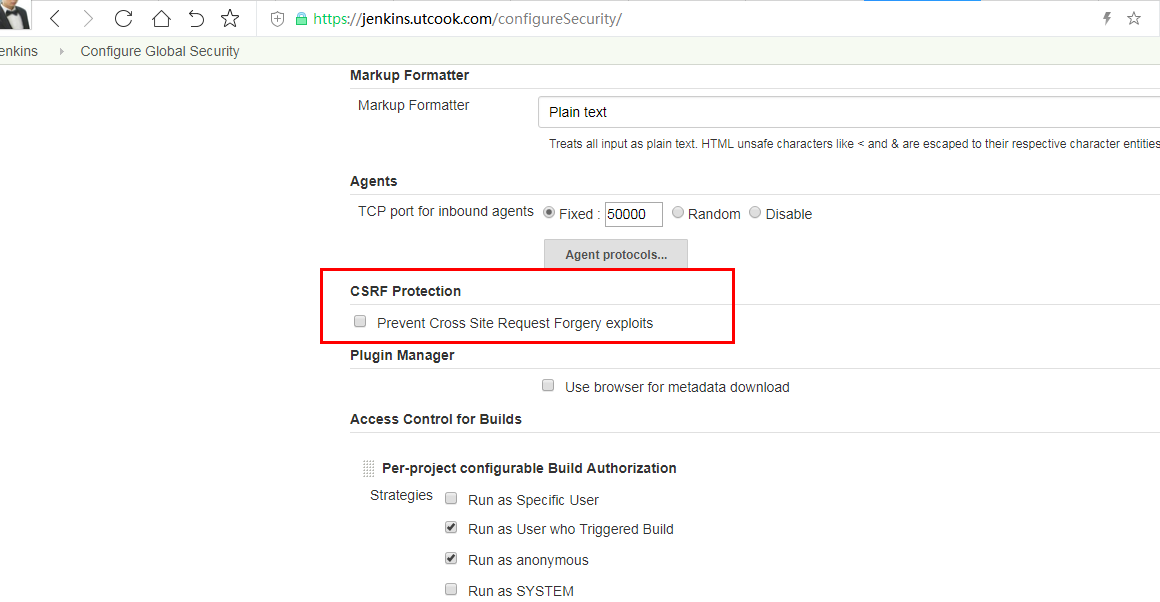 https://jenkins.utcook.com/configureSecurity/
enkins Configure Global Security
Markup Formatter
Markup Formatter Plain text
Treats all input as plain text. HTML unsafe characters like < and & are escaped to their respective character entities
Agents
TCP port for inbound agents Fixed : 50000 Random Disable
Agent protocols...
CSRF Protection
Prevent Cross Site Request Forgery exploits
Plugin Manager
Use browser for metadata download
Access Control for Builds
Per-project configurable Build Authorization
Strategies Run as Specific User
Run as User who Triggered Build
Run as anonymous
Run as SYSTEM